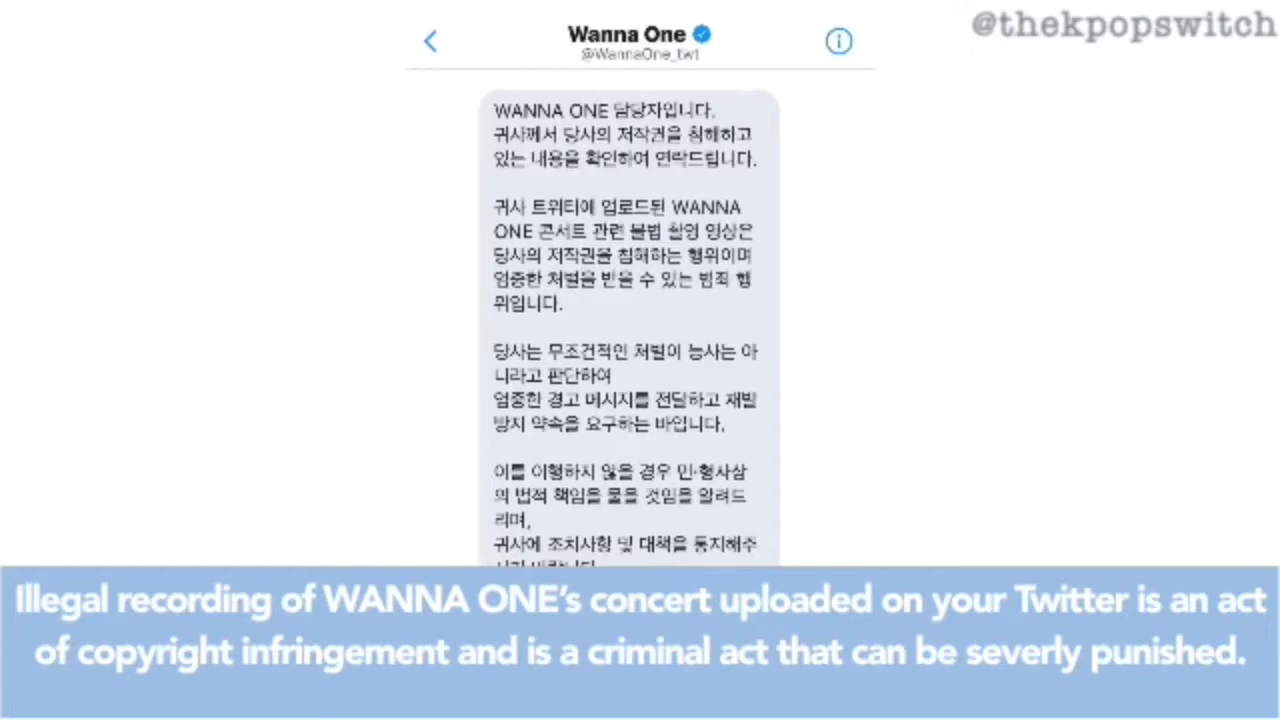 @thekpopswitch
Wanna One
@WannaOne_twt
WANNA ONE 담당자입니다.
귀사께서 당사의 저작권을 침해하고
있는 내용을 확인하여 연락드립니다.
귀사 트위터에 업로드된 WANNA
ONE 콘서트 관련 불법 촬영 영상은
당사의 저작권을 침해하는 행위이며
엄중한 처벌을 받을 수 있는 범죄 행
위입니다.
당사는 무조건적인 처벌이 능사는 아
니라고 판단하여
엄중한 경고 메시지를 전달하고 재발
방지 약속을 요구하는 바입니다.
이를 이행하지 않을 경우 민·형사상
의 법적 책임을 물을 것임을 알려드
리며,
귀사에 조치사항 및 대책을 통지해주
Illegal recording of WANNA ONE's concert uploaded on your Twitter is an act
of copyright infringement and is a criminal act that can be severly punished.